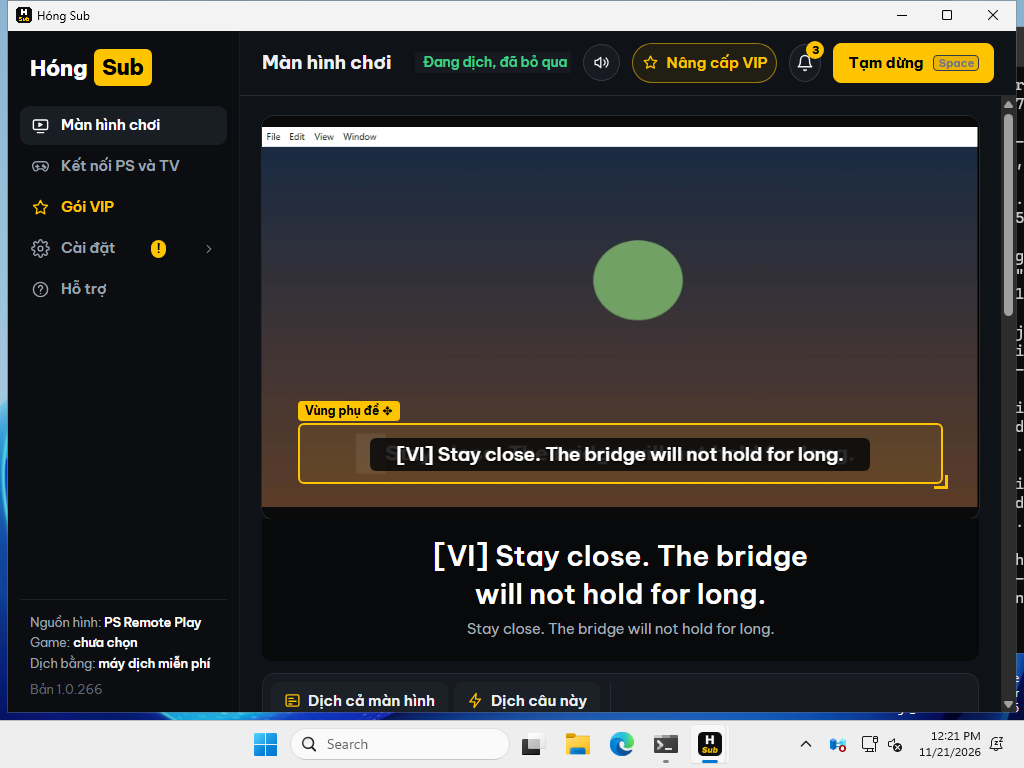 Hóng Sub
Hóng Sub
Màn hình chơi
Kết nối PS và TV
Gói VIP
Cài đặt !
Hỗ trợ
Nguồn hình: PS Remote Play
Game: chưa chọn
Dịch bằng: máy dịch miễn phí
Bản 1.0.266
Màn hình chơi
Đang dịch, đã bỏ qua
Nâng cấp VIP
3
Tạm dừng Space
File Edit View Window
Vùng phụ đề
[VI] Stay close. The bridge will not hold for long.
[VI] Stay close. The bridge
will not hold for long.
Stay close. The bridge will not hold for long.
Dịch cả màn hình
Dịch câu này
Search
12:21 PM
11/21/2026